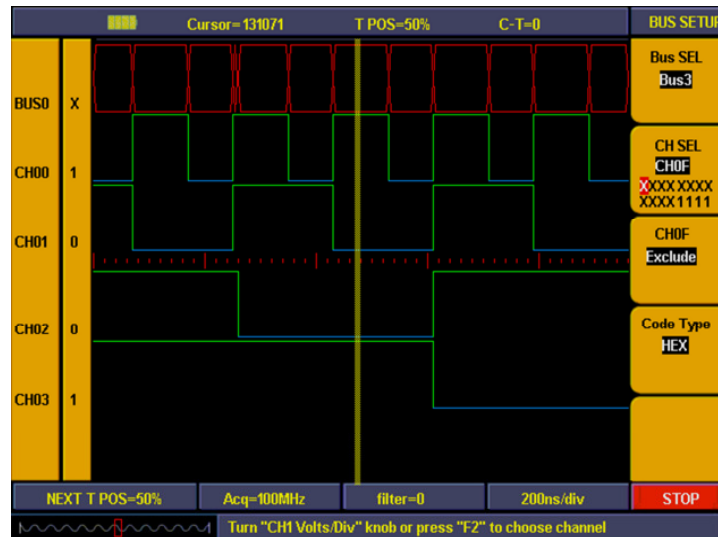 Cursor=131071 T POS=50% C-T=0 BUS SETUP
Bus SEL
Bus3
BUS0 X
CH SEL
CH0F
CH00 1
XXXX XXXX
XXXX1111
CH01 0
CH0F
Exclude
CH02 0
Code Type
HEX
CH03 1
NEXT T POS=50% Acq=100MHz filter=0 200ns/div STOP
Turn "CH1 Volts/Div" knob or press "F2" to choose channel